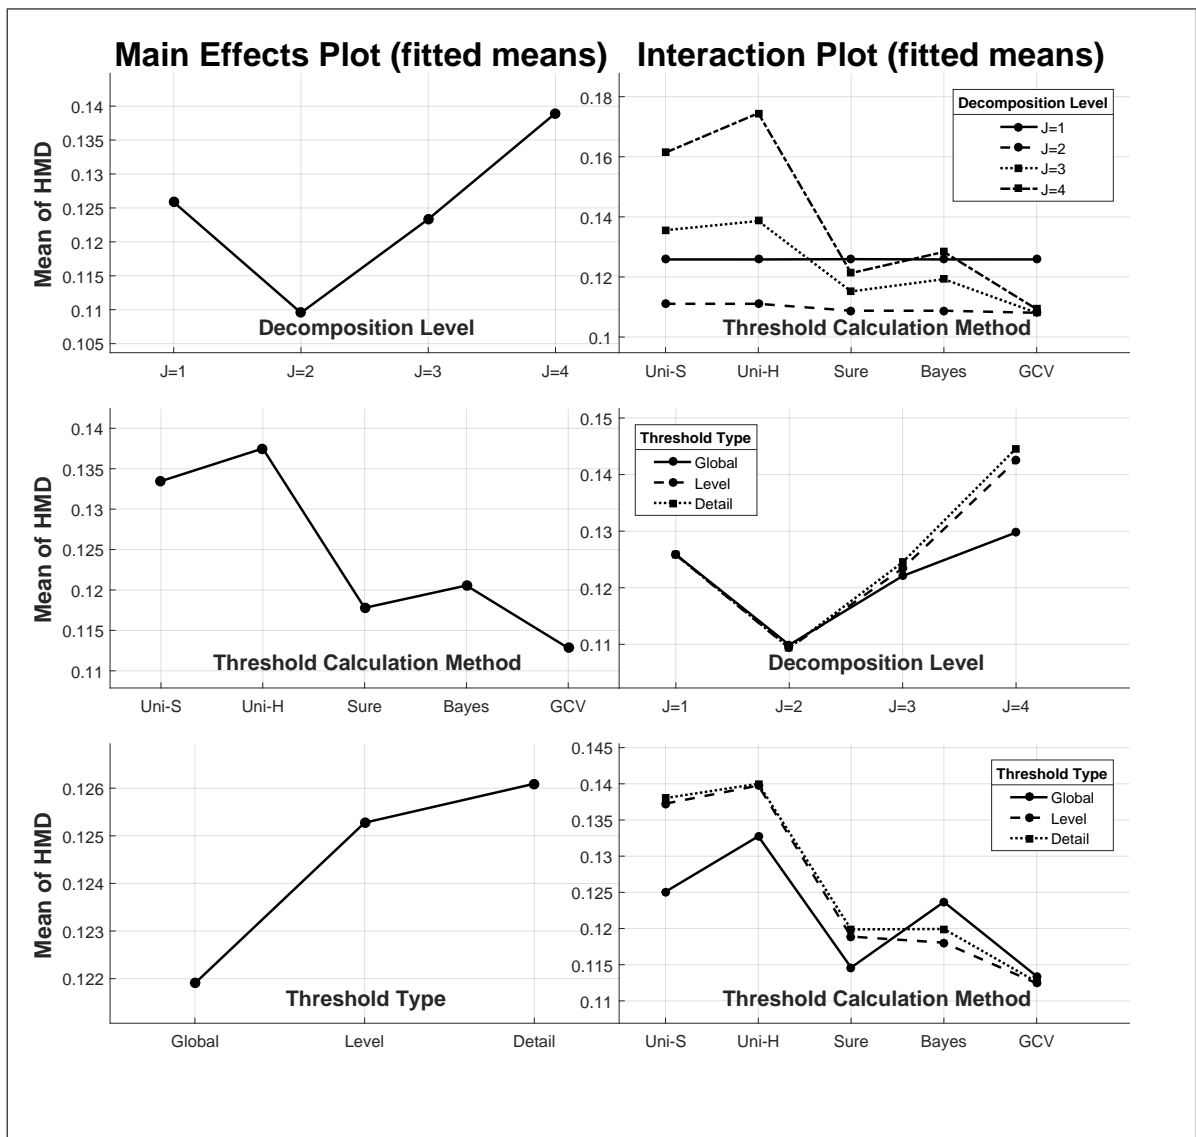 Main Effects Plot (fitted means)
Interaction Plot (fitted means)
Mean of HMD
0.14
0.135
0.13
0.125
0.12
0.115
0.11
0.105
Decomposition Level
J=1 J=2 J=3 J=4
0.18
0.16
0.14
0.12
0.1
Decomposition Level
J=1
J=2
J=3
J=4
Threshold Calculation Method
Uni-S Uni-H Sure Bayes GCV
Mean of HMD
0.14
0.135
0.13
0.125
0.12
0.115
0.11
Threshold Calculation Method
Uni-S Uni-H Sure Bayes GCV
0.15
0.14
0.13
0.12
0.11
Threshold Type
Global
Level
Detail
Decomposition Level
J=1 J=2 J=3 J=4
Mean of HMD
0.126
0.125
0.124
0.123
0.122
Threshold Type
Global Level Detail
0.145
0.14
0.135
0.13
0.125
0.12
0.115
0.11
Threshold Type
Global
Level
Detail
Threshold Calculation Method
Uni-S Uni-H Sure Bayes GCV